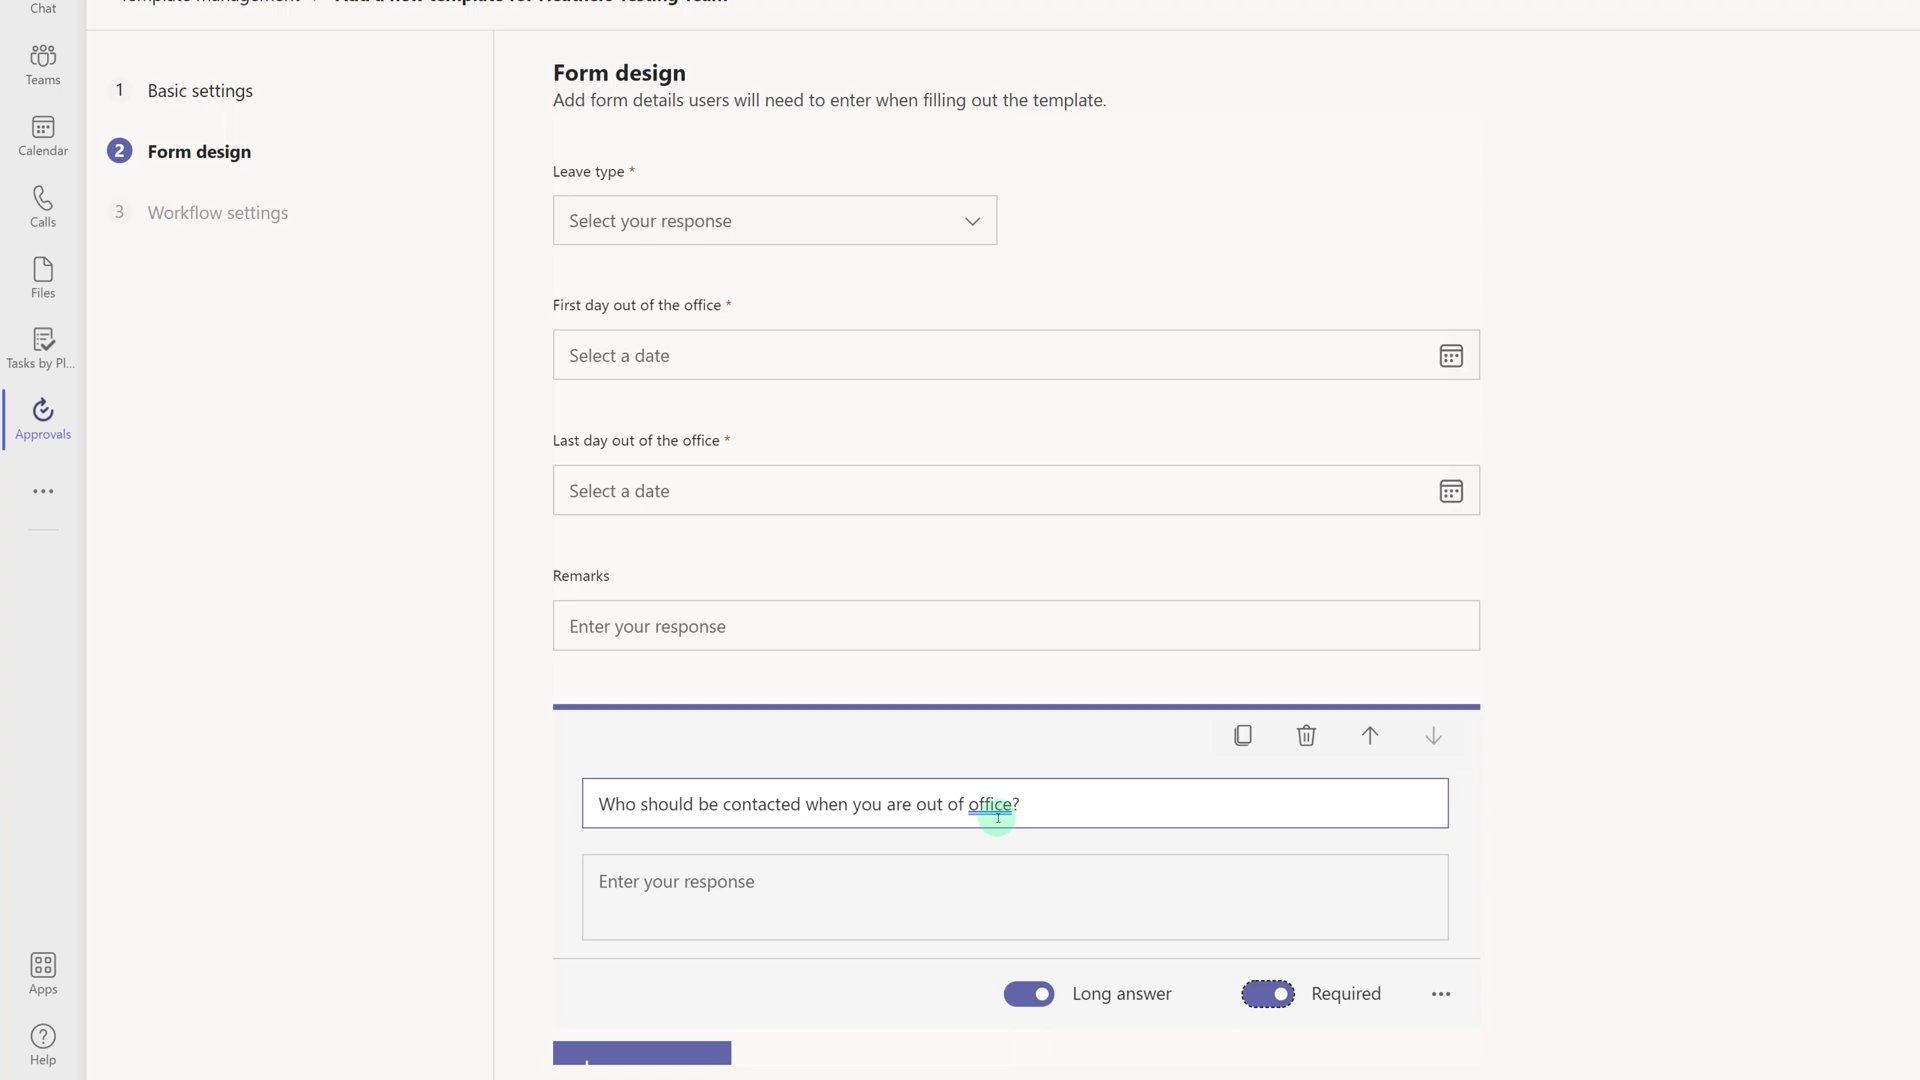 Chat
Teams
Calendar
Calls
Files
Tasks by Pl...
Approvals
Apps
Help
1 Basic settings
2 Form design
3 Workflow settings
Form design
Add form details users will need to enter when filling out the template.
Leave type *
Select your response
First day out of the office *
Select a date
Last day out of the office *
Select a date
Remarks
Enter your response
Who should be contacted when you are out of office?
Enter your response
Long answer
Required